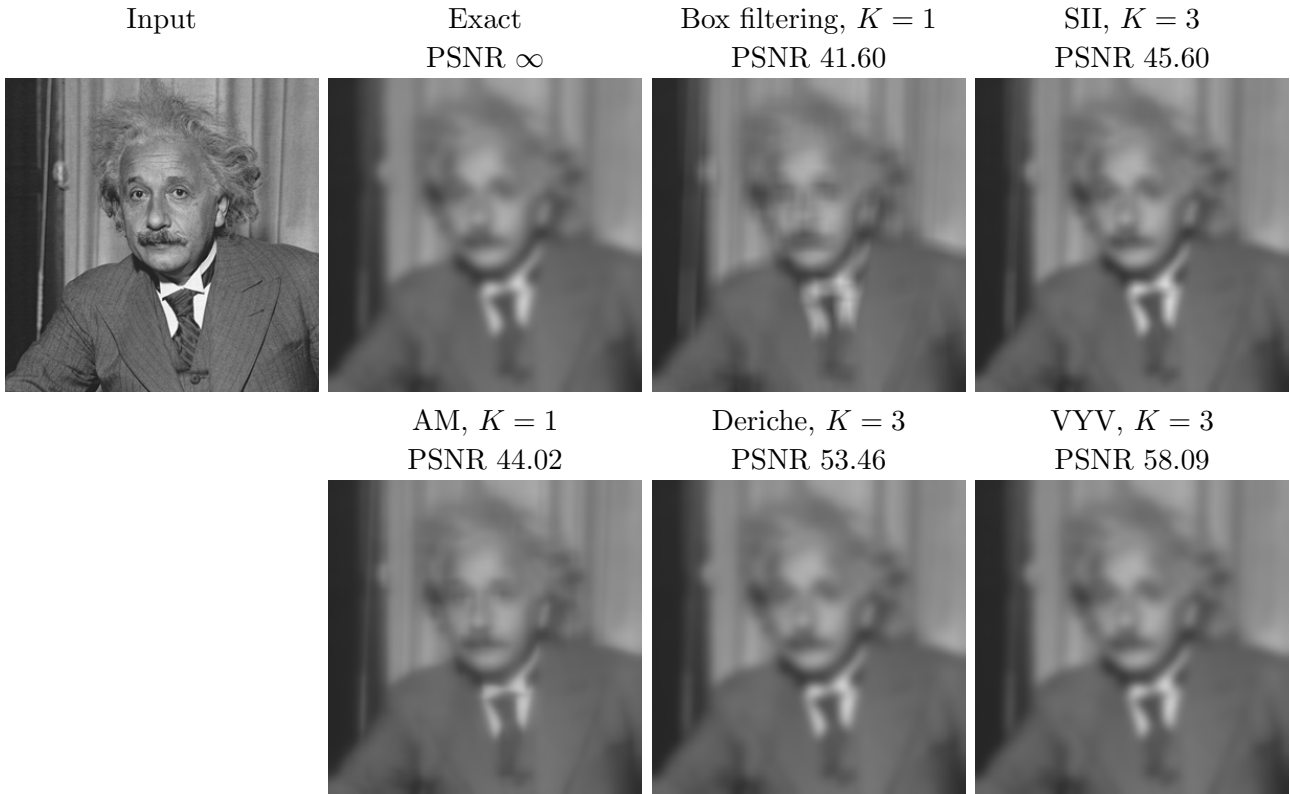 Input
Exact
PSNR ∞
Box filtering, K = 1
PSNR 41.60
SII, K = 3
PSNR 45.60
AM, K = 1
PSNR 44.02
Deriche, K = 3
PSNR 53.46
VYV, K = 3
PSNR 58.09